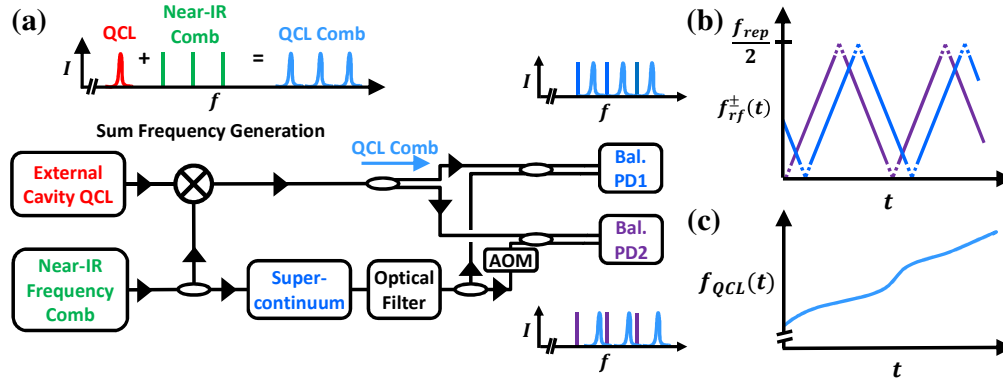 (a)
QCL
+
Near-IR
Comb
=
QCL Comb
I
f
Sum Frequency Generation
External
Cavity QCL
Near-IR
Frequency
Comb
Super-
continuum
Optical
Filter
AOM
QCL Comb
Bal.
PD1
Bal.
PD2
I
f
I
f
(b)
f_rep
2
f^±_rf(t)
t
(c)
f_QCL(t)
t